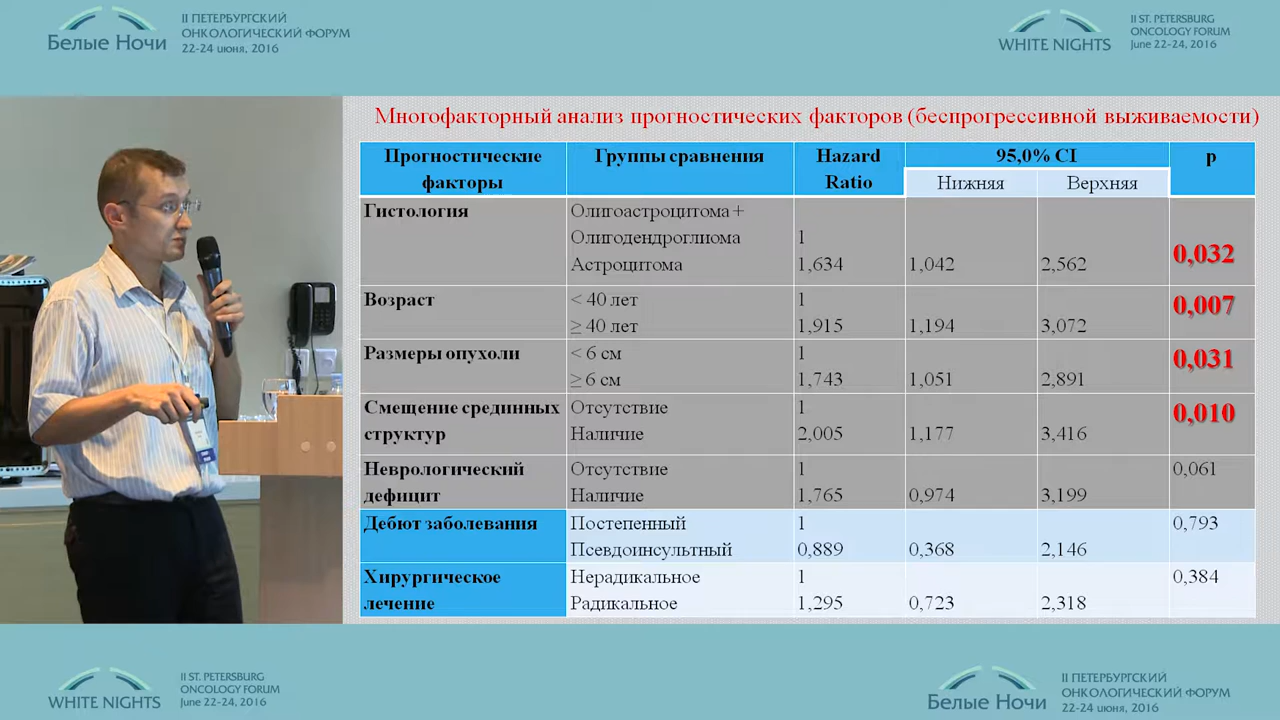 Белые Ночи
II ПЕТЕРБУРГСКИЙ
ОНКОЛОГИЧЕСКИЙ ФОРУМ
22-24 июня, 2016
WHITE NIGHTS
II ST. PETERSBURG
ONCOLOGY FORUM
June 22-24, 2016
Многофакторный анализ прогностических факторов (беспрогрессивной выживаемости)
Прогностические факторы Группы сравнения Hazard Ratio 95,0% CI p
Нижняя Верхняя
Гистология Олигоастроцитома +
Олигодендроглиома 1
Астроцитома 1,634 1,042 2,562 0,032
Возраст < 40 лет 1 0,007
≥ 40 лет 1,915 1,194 3,072
Размеры опухоли < 6 см 1 0,031
≥ 6 см 1,743 1,051 2,891
Смещение срединных Отсутствие 1 0,010
структур Наличие 2,005 1,177 3,416
Неврологический Отсутствие 1 0,061
дефицит Наличие 1,765 0,974 3,199
Дебют заболевания Постепенный 1 0,793
Псевдоинсультный 0,889 0,368 2,146
Хирургическое Нерадикальное 1 0,384
лечение Радикальное 1,295 0,723 2,318
WHITE NIGHTS
II ST. PETERSBURG
ONCOLOGY FORUM
June 22-24, 2016
Белые Ночи
II ПЕТЕРБУРГСКИЙ
ОНКОЛОГИЧЕСКИЙ ФОРУМ
22-24 июня, 2016